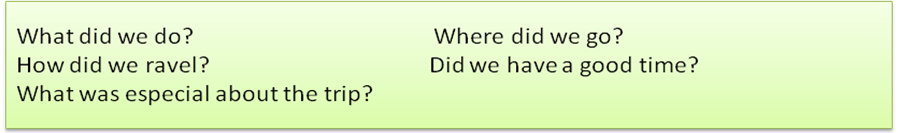 What did we do? Where did we go?
How did we ravel? Did we have a good time?
What was especial about the trip?